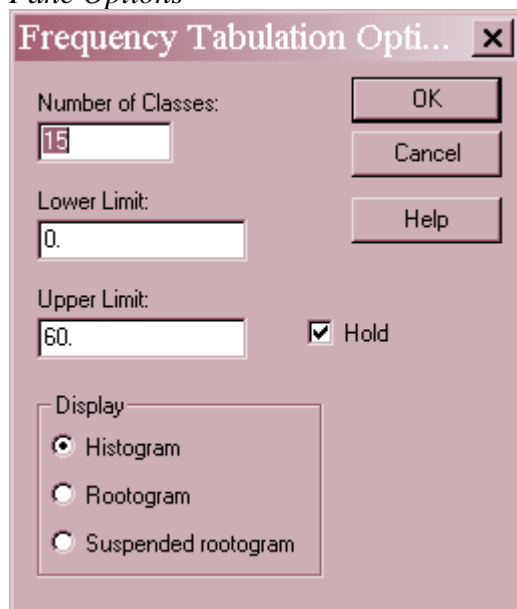 Pane Options
Frequency Tabulation Opti...
Number of Classes:
15
OK
Cancel
Lower Limit:
0.
Help
Upper Limit:
60.
Hold
Display
Histogram
Rootogram
Suspended rootogram